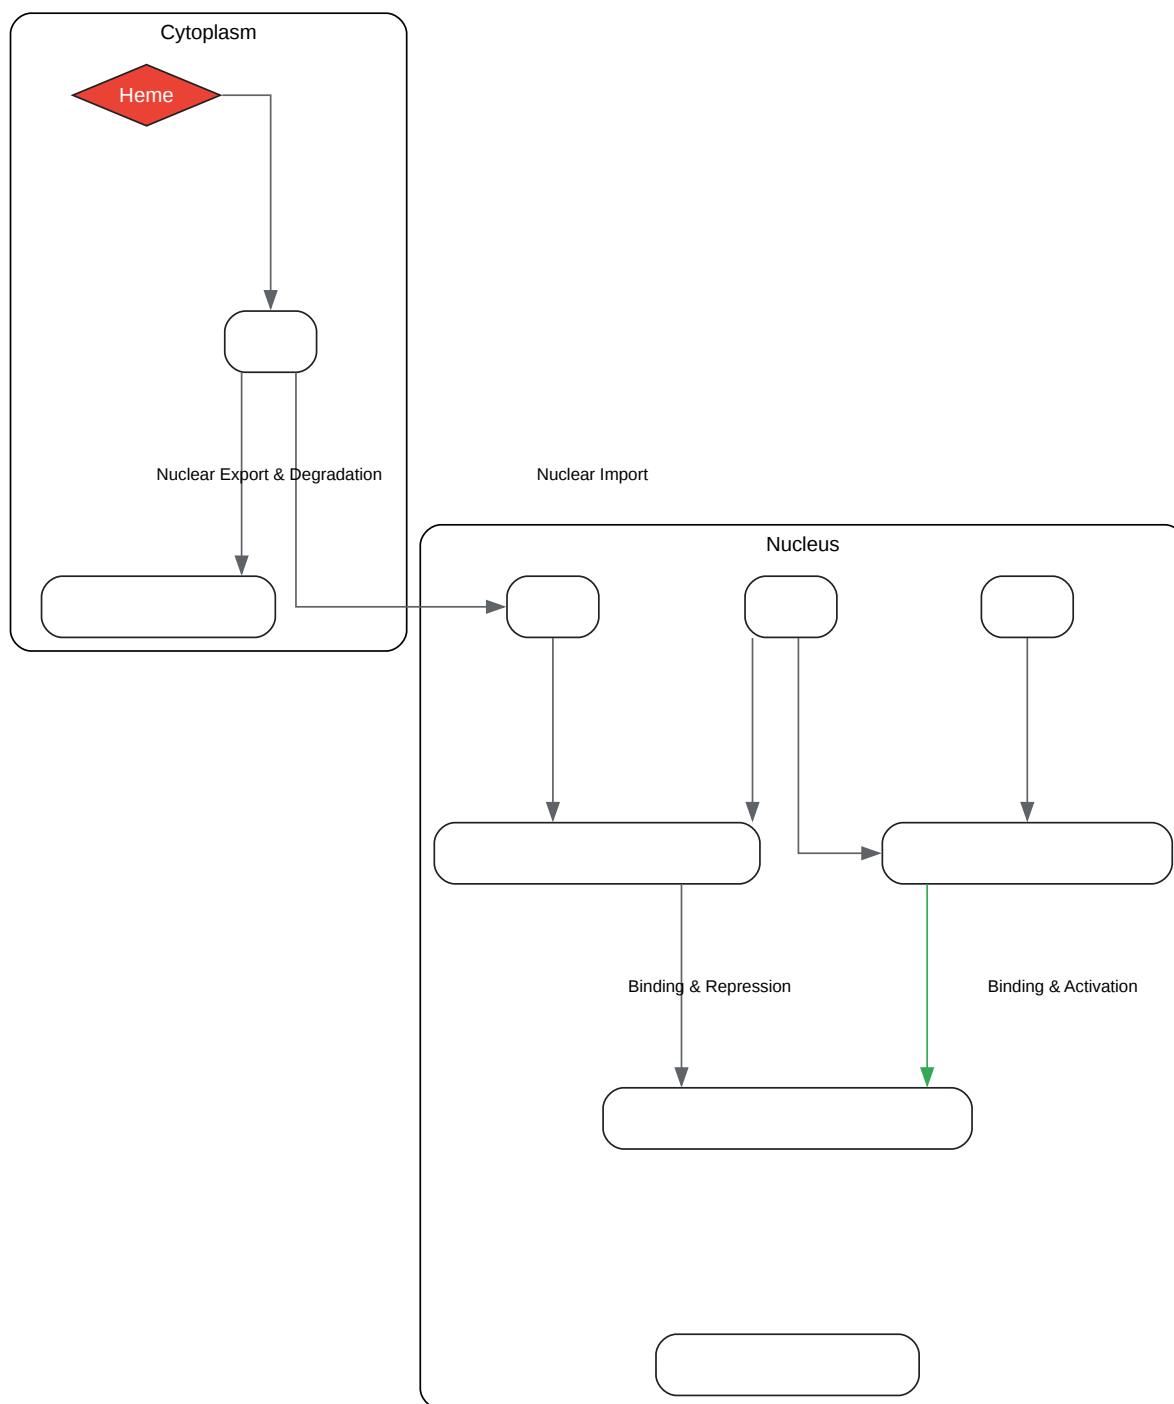 Cytoplasm
Heme
Nuclear Export & Degradation
Nuclear Import
Nucleus
Binding & Repression
Binding & Activation